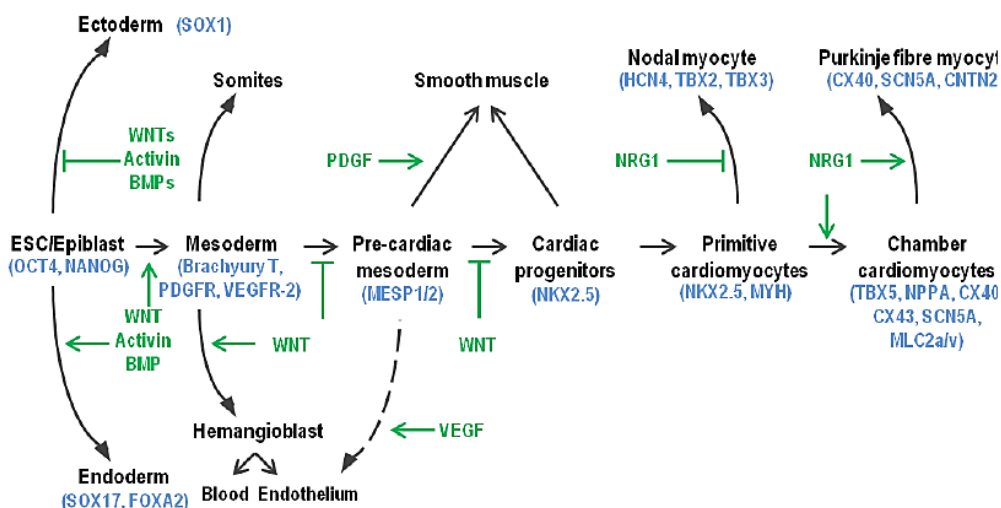 Ectoderm (SOX1)
Somites
Smooth muscle
Nodal myocyte
(HCN4, TBX2, TBX3)
Purkinje fibre myocyt
(CX40, SCN5A, CNTN2
WNTs
Activin
BMPs
PDGF
NRG1
NRG1
ESC/Epiblast
(OCT4, NANOG)
Mesoderm
(Brachyury T,
PDGFR, VEGFR-2)
Pre-cardiac
mesoderm
(MESP1/2)
Cardiac
progenitors
(NKX2.5)
Primitive
cardiomyocytes
(NKX2.5, MYH)
Chamber
cardiomyocytes
(TBX5, NPPA, CX40
CX43, SCN5A,
MLC2a/v)
WNT
Activin
BMP
WNT
WNT
VEGF
Hemangioblast
Endoderm
(SOX17, FOXA2)
Blood Endothelium